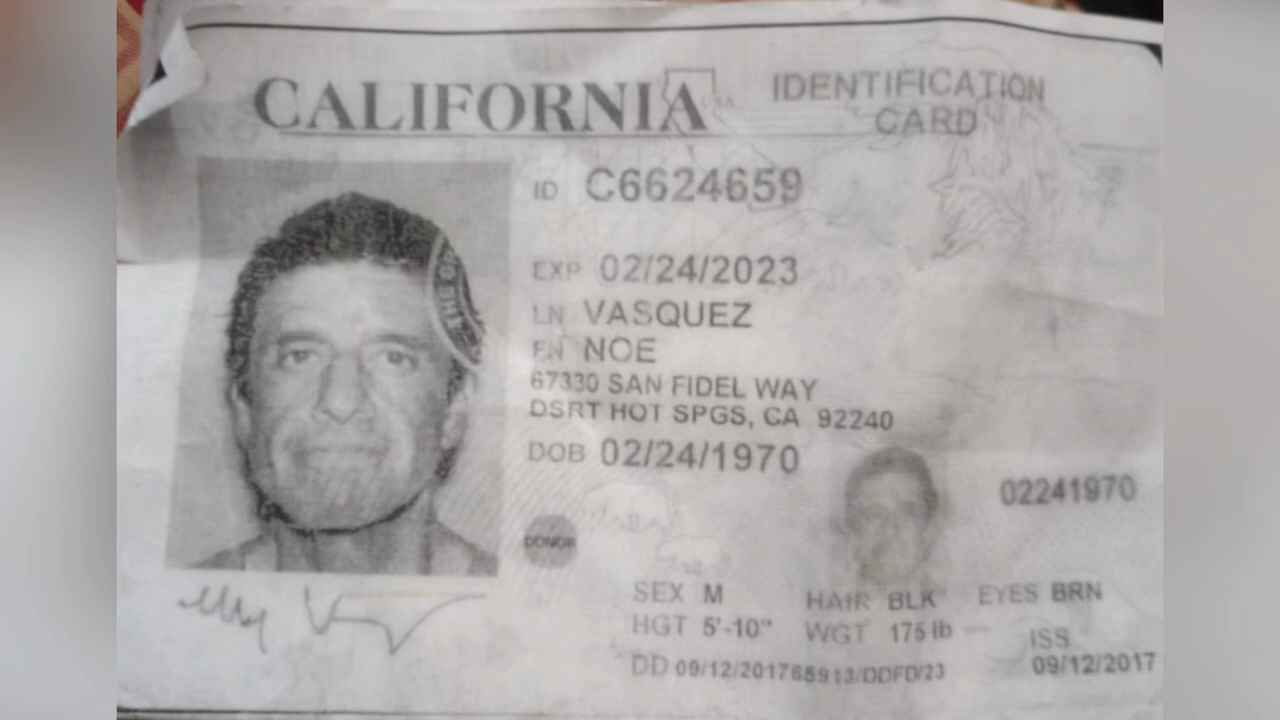 CALIFORNIA
IDENTIFICATION
CARD
ID C6624659
EXP 02/24/2023
LN VASQUEZ
FN NOE
67330 SAN FIDEL WAY
DSRT HOT SPGS, CA 92240
DOB 02/24/1970
02241970
DONOR
SEX M HAIR BLK EYES BRN
HGT 5'-10" WGT 175 lb
ISS
DD 09/12/201765913/DDFD/23
09/12/2017
THE